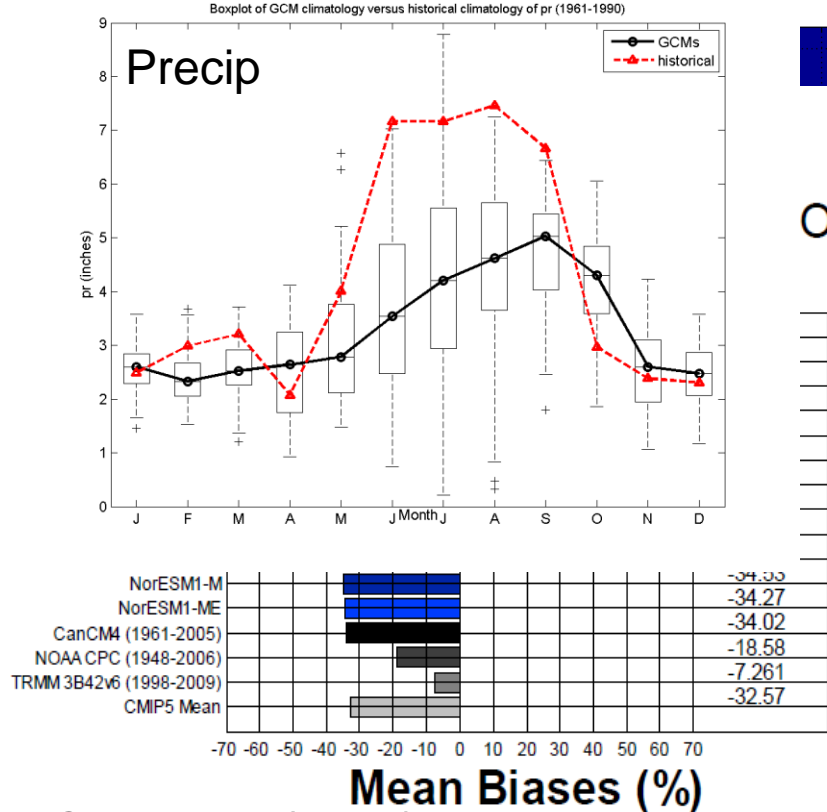 Boxplot of GCM climatology versus historical climatology of pr (1961-1990)
Precip
GCMs
historical
pr (inches)
9
8
7
6
5
4
3
2
1
0
J F M A M J J A S O N D
Month
NorESM1-M -34.53
NorESM1-ME -34.27
CanCM4 (1961-2005) -34.02
NOAA CPC (1948-2006) -18.58
TRMM 3B42v6 (1998-2009) -7.261
CMIP5 Mean -32.57
-70 -60 -50 -40 -30 -20 -10 0 10 20 30 40 50 60 70
Mean Biases (%)